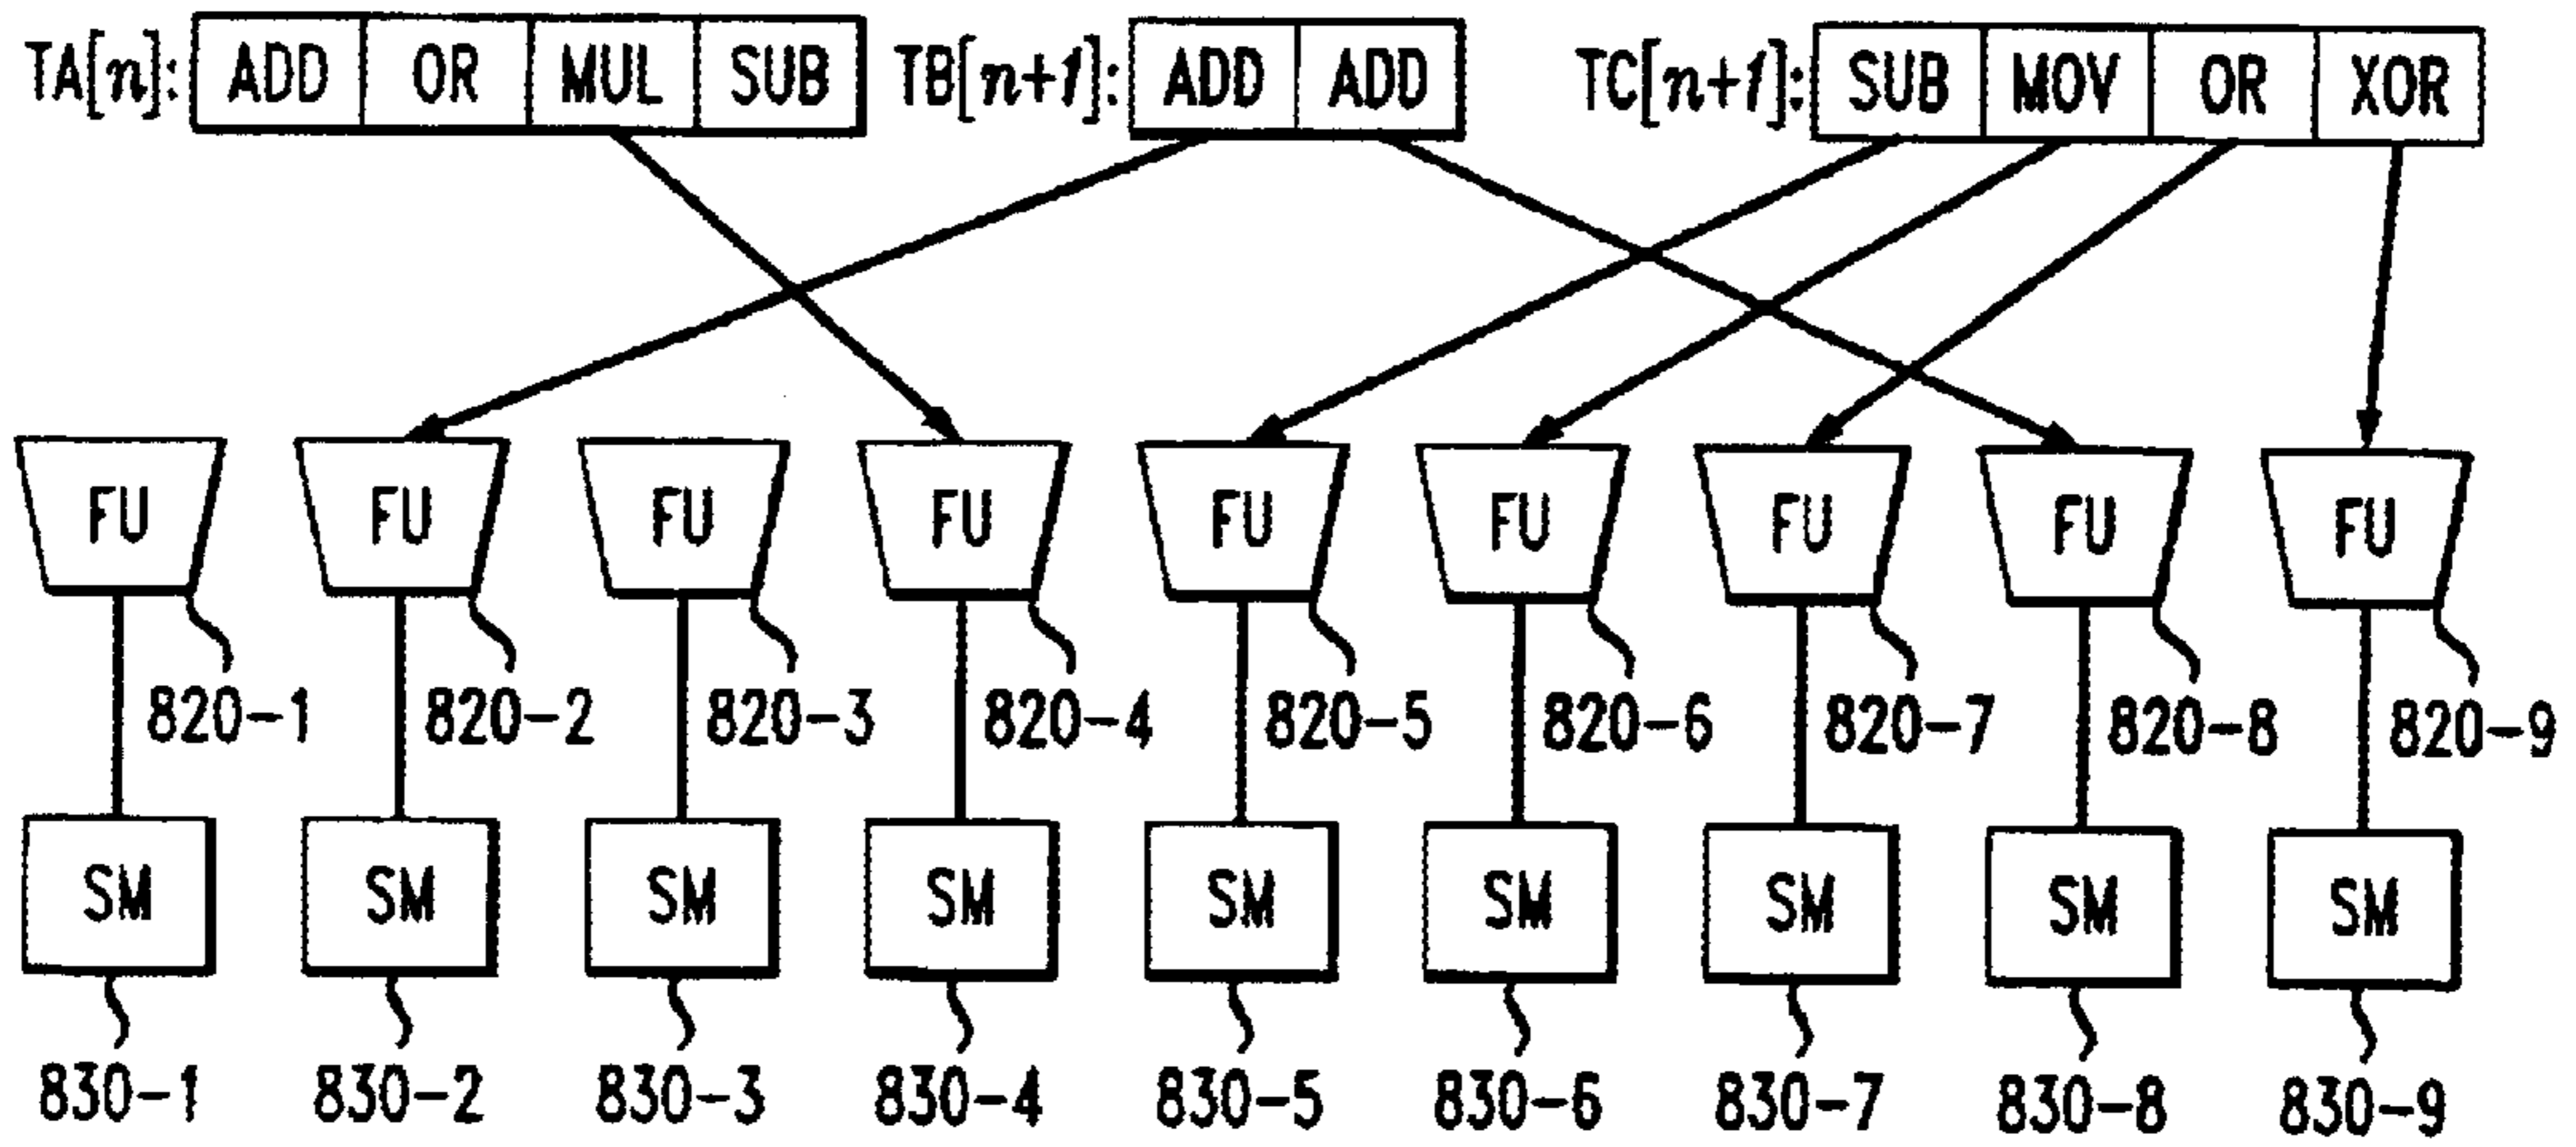 TA[n]: ADD OR MUL SUB TB[n+1]: ADD ADD TC[n+1]: SUB MOV OR XOR
FU FU FU FU FU FU FU FU FU
820-1 820-2 820-3 820-4 820-5 820-6 820-7 820-8 820-9
SM SM SM SM SM SM SM SM SM
830-1 830-2 830-3 830-4 830-5 830-6 830-7 830-8 830-9